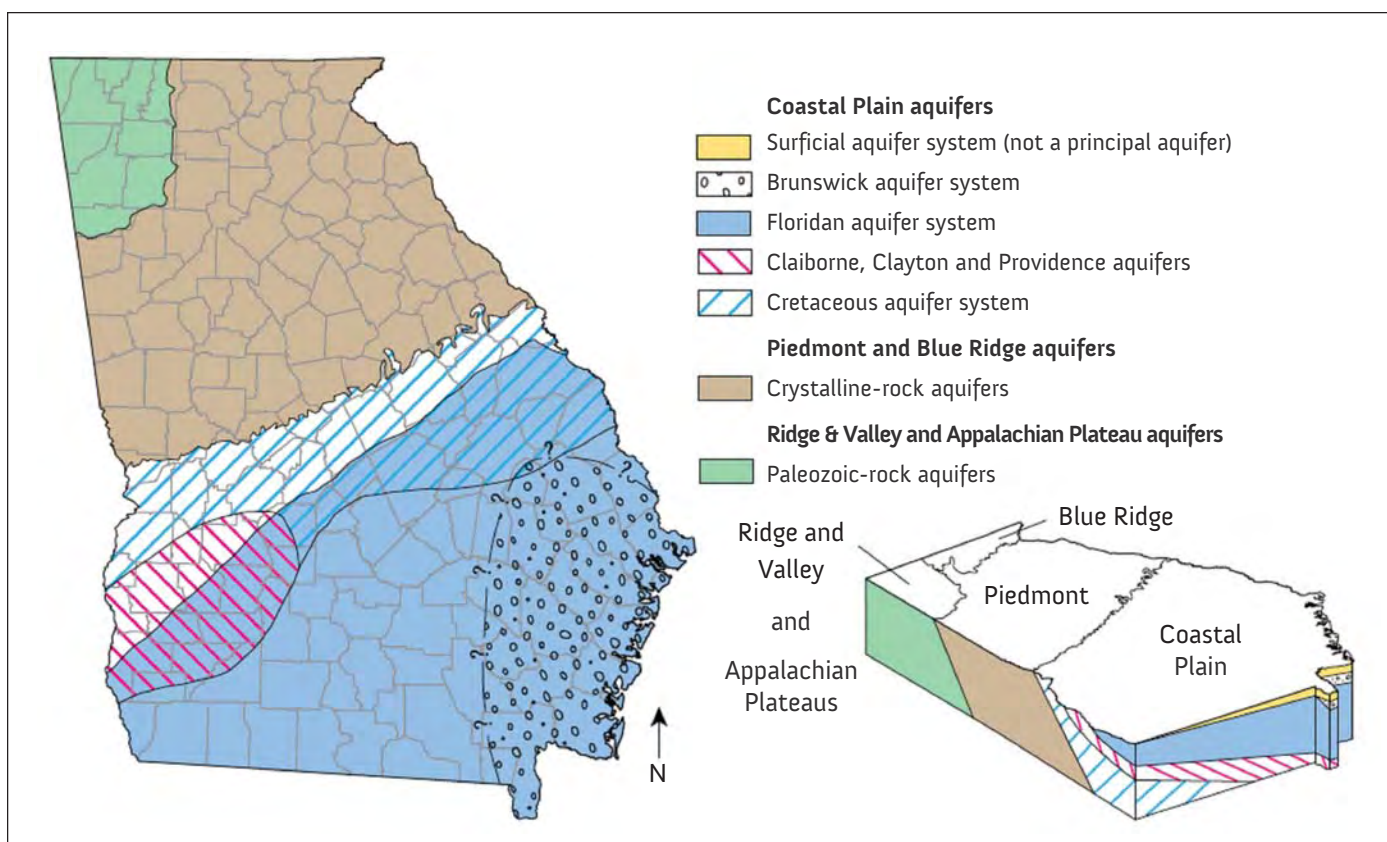 Coastal Plain aquifers
Surficial aquifer system (not a principal aquifer)
Brunswick aquifer system
Floridan aquifer system
Claiborne, Clayton and Providence aquifers
Cretaceous aquifer system
Piedmont and Blue Ridge aquifers
Crystalline-rock aquifers
Ridge & Valley and Appalachian Plateau aquifers
Paleozoic-rock aquifers
?
?
?
?
?
N
Ridge and
Valley
and
Appalachian
Plateaus
Blue Ridge
Piedmont
Coastal
Plain